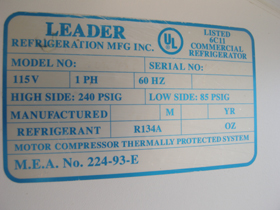 LEADER
REFRIGERATION MFG INC.
UL
LISTED
6C11
COMMERCIAL
REFRIGERATOR
MODEL NO: SERIAL NO:
115V 1 PH 60 HZ
HIGH SIDE: 240 PSIG LOW SIDE: 85 PSIG
MANUFACTURED M YR
REFRIGERANT R134A OZ
MOTOR COMPRESSOR THERMALLY PROTECTED SYSTEM
M.E.A. No. 224-93-E